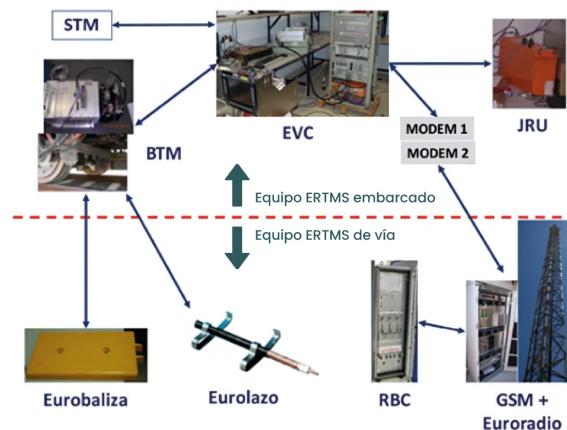 STM
EVC
JRU
BTM
MODEM 1
MODEM 2
Equipo ERTMS embarcado
Equipo ERTMS de vía
Eurobaliza
Eurolazo
RBC
GSM +
Euroradio